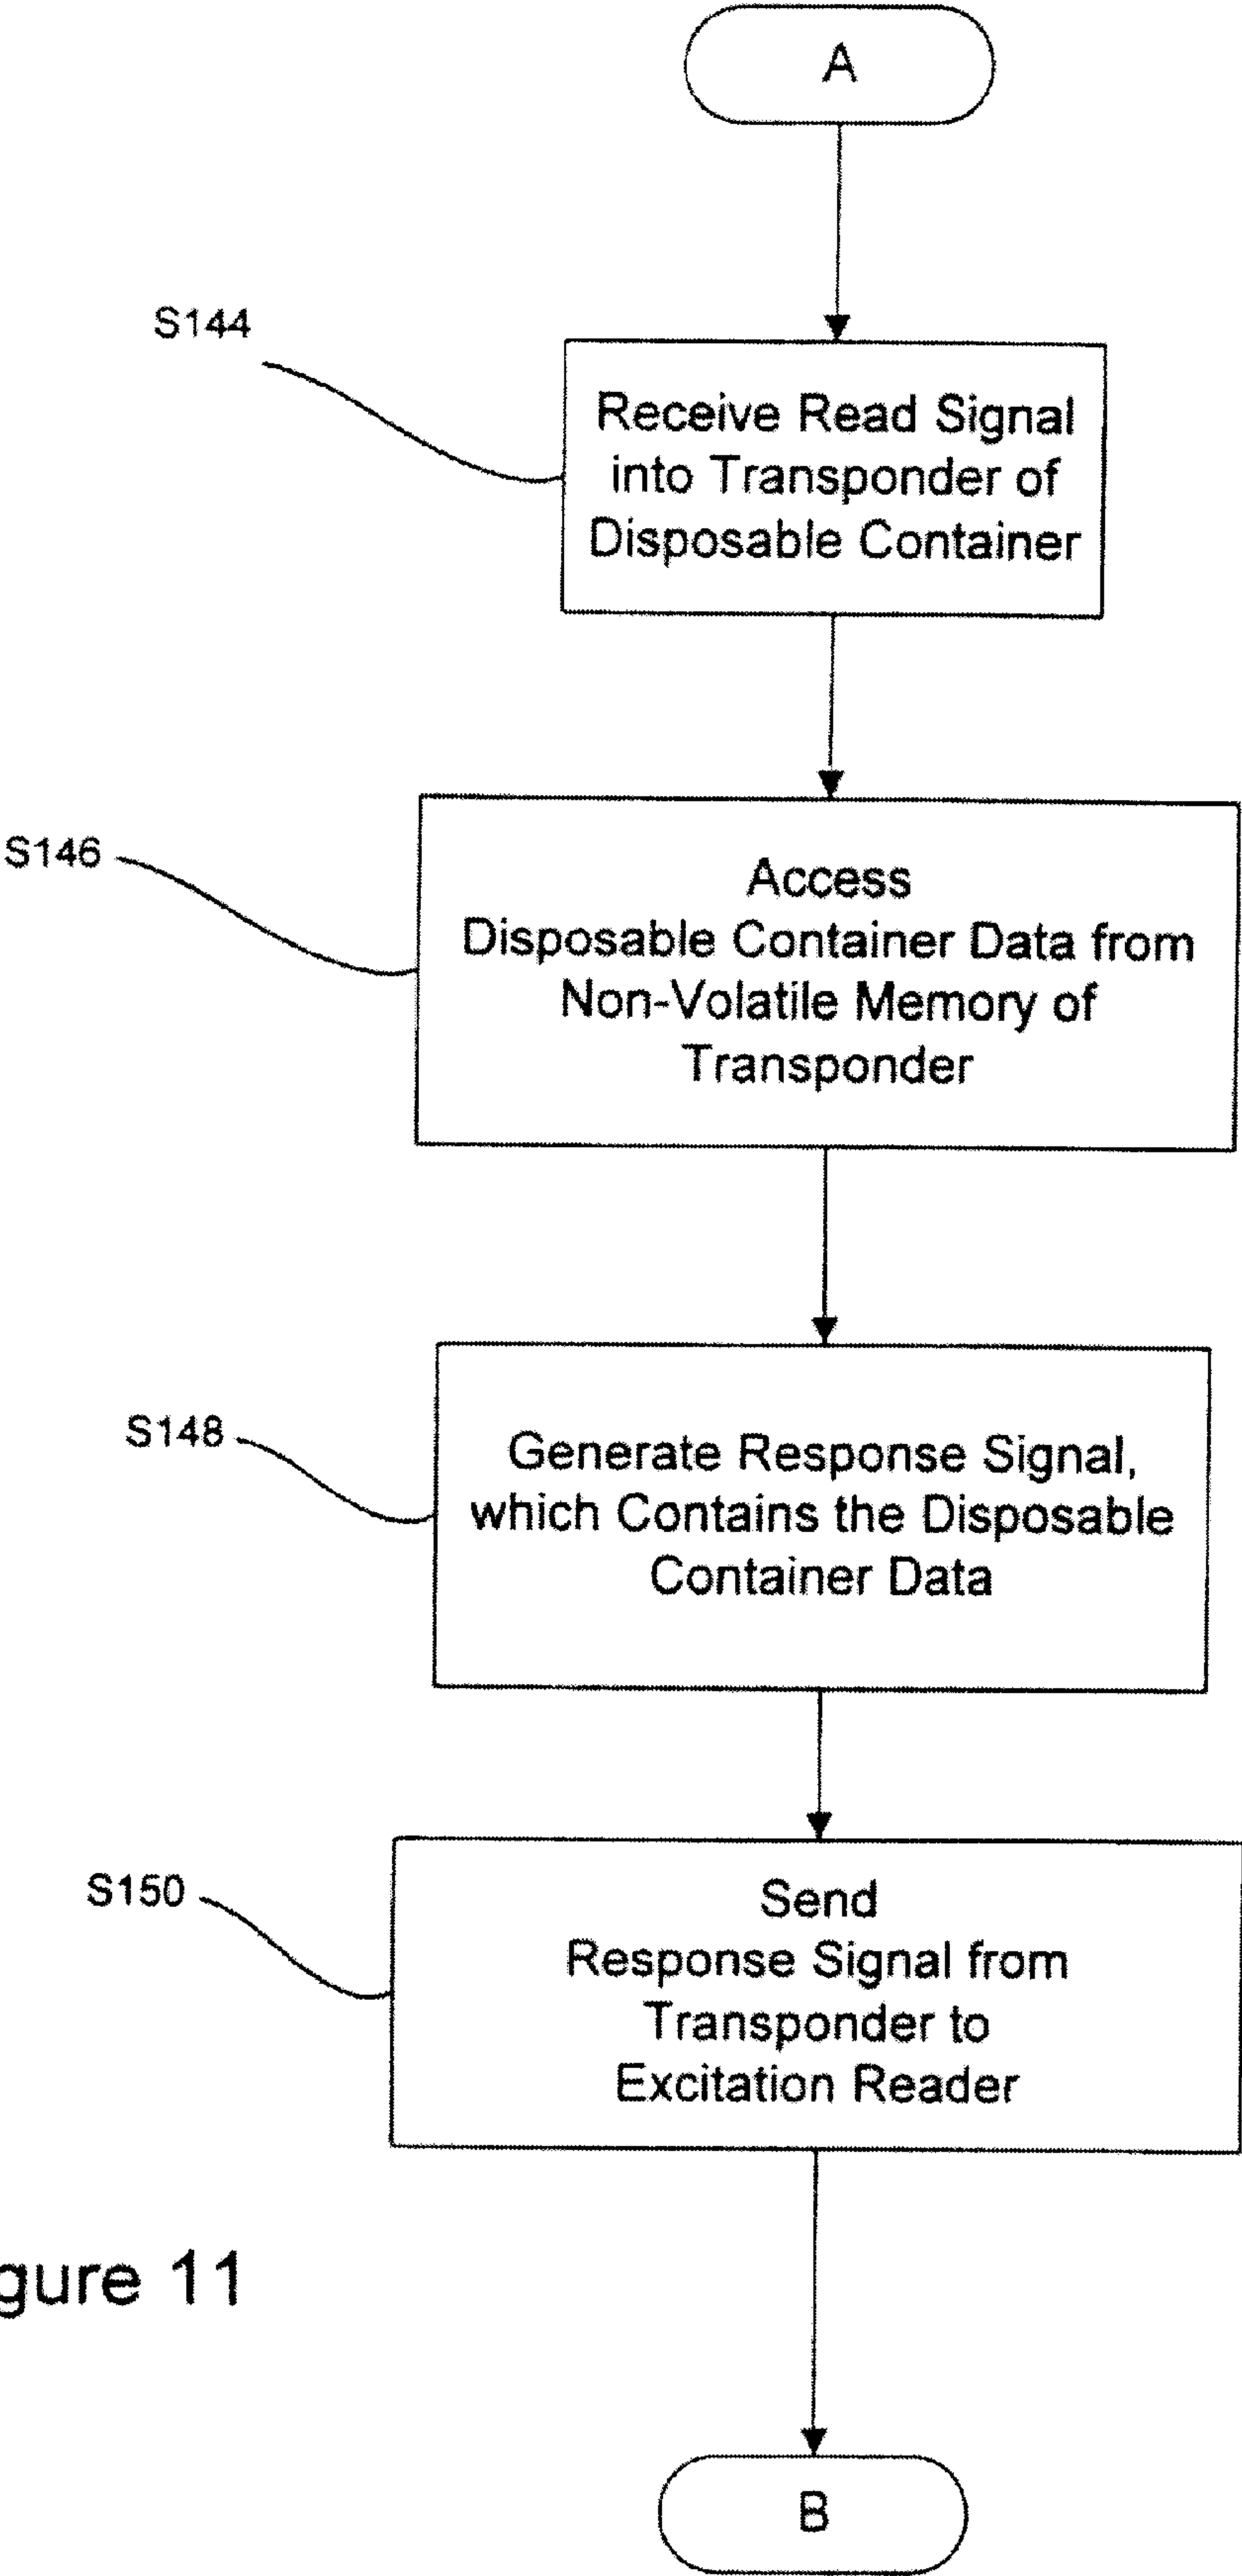 A
S144
Receive Read Signal
into Transponder of
Disposable Container
S146
Access
Disposable Container Data from
Non-Volatile Memory of
Transponder
S148
Generate Response Signal,
which Contains the Disposable
Container Data
S150
Send
Response Signal from
Transponder to
Excitation Reader
gure 11
B